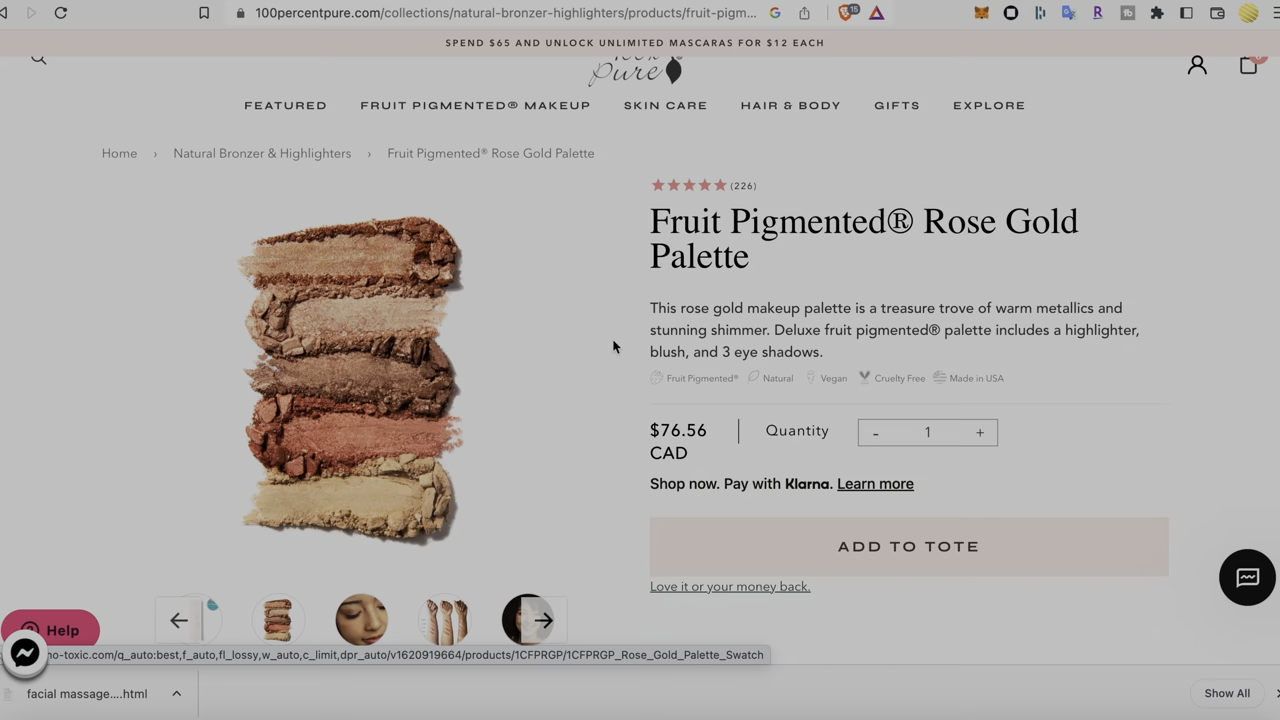 100percentpure.com/collections/natural-bronzer-highlighters/products/fruit-pigm...
15
SPEND $65 AND UNLOCK UNLIMITED MASCARAS FOR $12 EACH
pure
FEATURED FRUIT PIGMENTED® MAKEUP SKIN CARE HAIR & BODY GIFTS EXPLORE
Home › Natural Bronzer & Highlighters › Fruit Pigmented® Rose Gold Palette
(226)
Fruit Pigmented® Rose Gold
Palette
This rose gold makeup palette is a treasure trove of warm metallics and
stunning shimmer. Deluxe fruit pigmented® palette includes a highlighter,
blush, and 3 eye shadows.
Fruit Pigmented® Natural Vegan Cruelty Free Made in USA
$76.56
CAD
Quantity - 1 +
Shop now. Pay with Klarna. Learn more
ADD TO TOTE
Love it or your money back.
Help
no-toxic.com/q_auto:best,f_auto,fl_lossy,w_auto,c_limit,dpr_auto/v1620919664/products/1CFPRGP/1CFPRGP_Rose_Gold_Palette_Swatch
facial massage....html
Show All